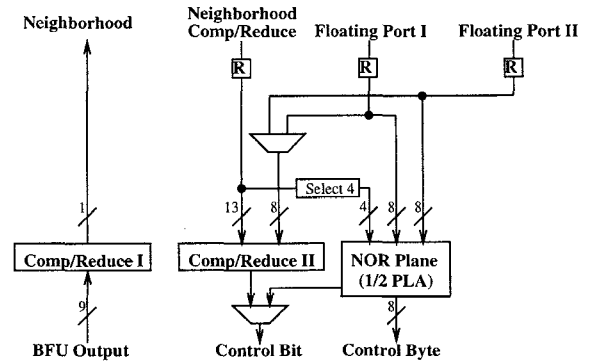 Neighborhood
Neighborhood
Comp/Reduce
Floating Port I
Floating Port II
R
R
R
Select 4
1
13
8
4
8
8
Comp/Reduce I
Comp/Reduce II
NOR Plane
(1/2 PLA)
9
8
BFU Output
Control Bit
Control Byte